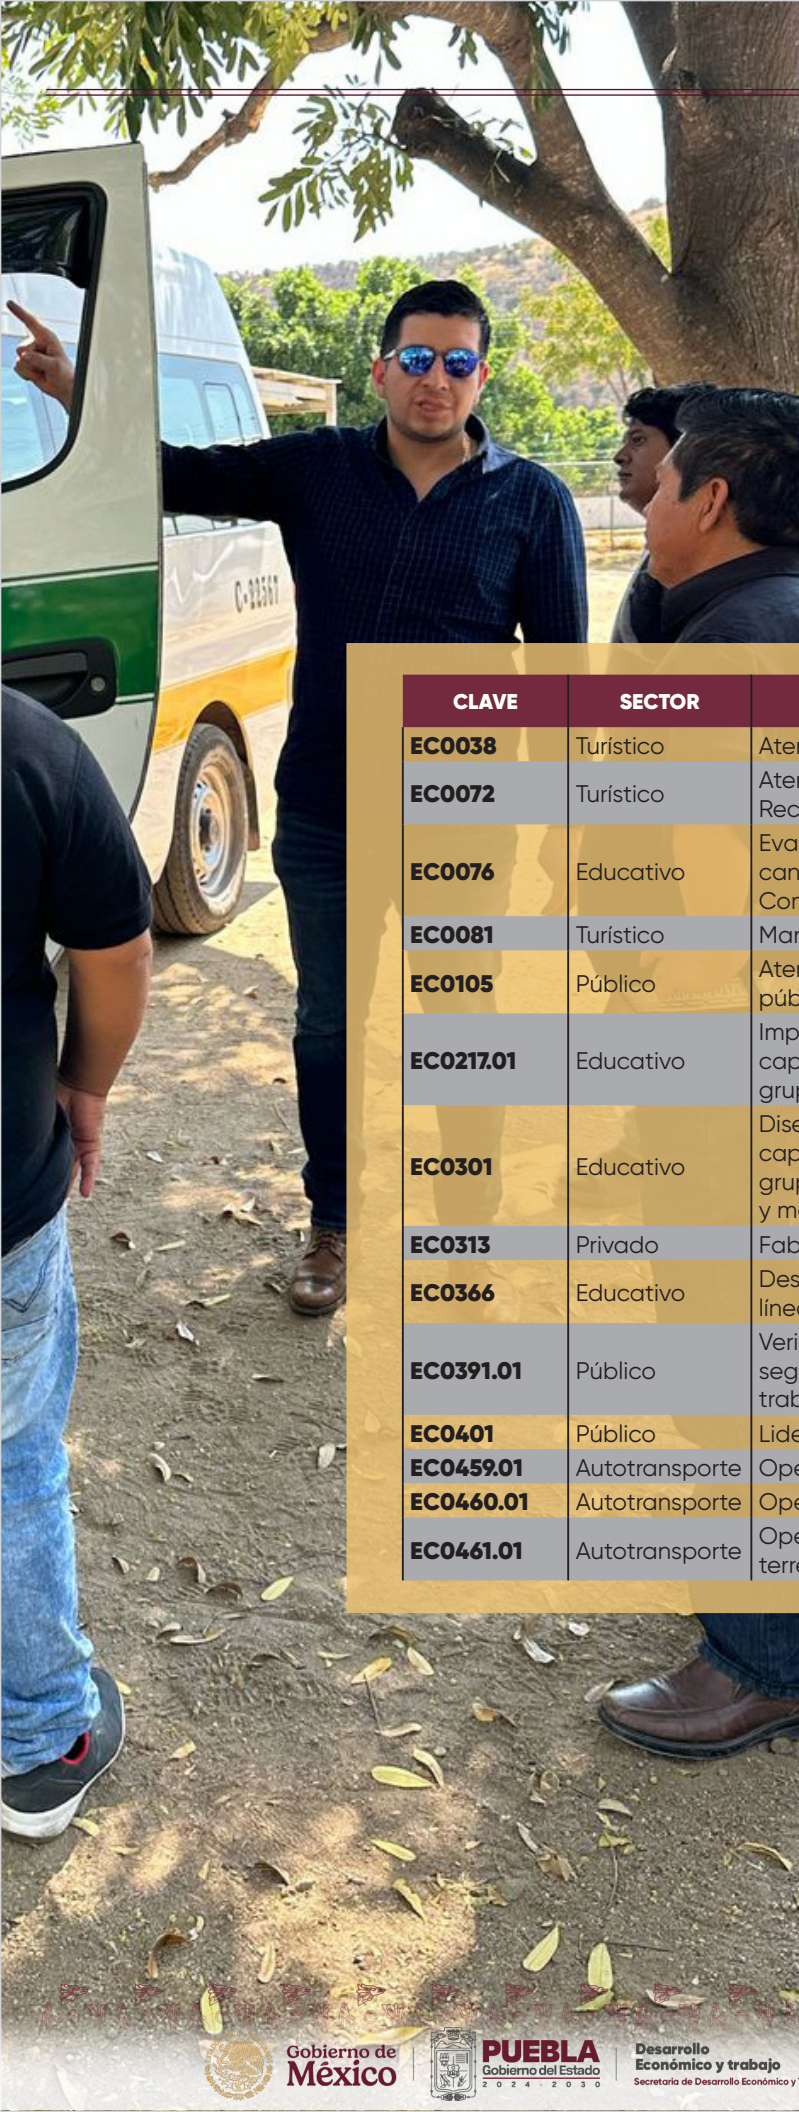 C-22567
CLAVE SECTOR
EC0038 Turístico
EC0072 Turístico
EC0076 Educativo
EC0081 Turístico
EC0105 Público
EC0217.01 Educativo
EC0301 Educativo
y
EC0313 Privado
EC0366 Educativo
EC0391.01 Público
EC0401 Público
EC0459.01 Autotransporte
EC0460.01 Autotransporte
EC0461.01 Autotransporte
Gobierno de
México
PUEBLA
Gobierno del Estado
2024 - 2030
Desarrollo
Económico y trabajo
Secretaría de Desarrollo Económico y